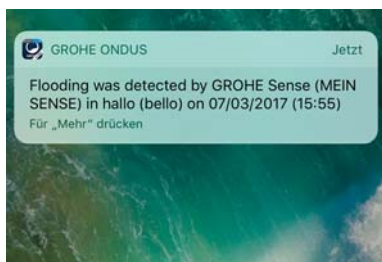 GROHE ONDUS
Jetzt
Flooding was detected by GROHE Sense (MEIN
SENSE) in hallo (bello) on 07/03/2017 (15:55)
Für „Mehr“ drücken